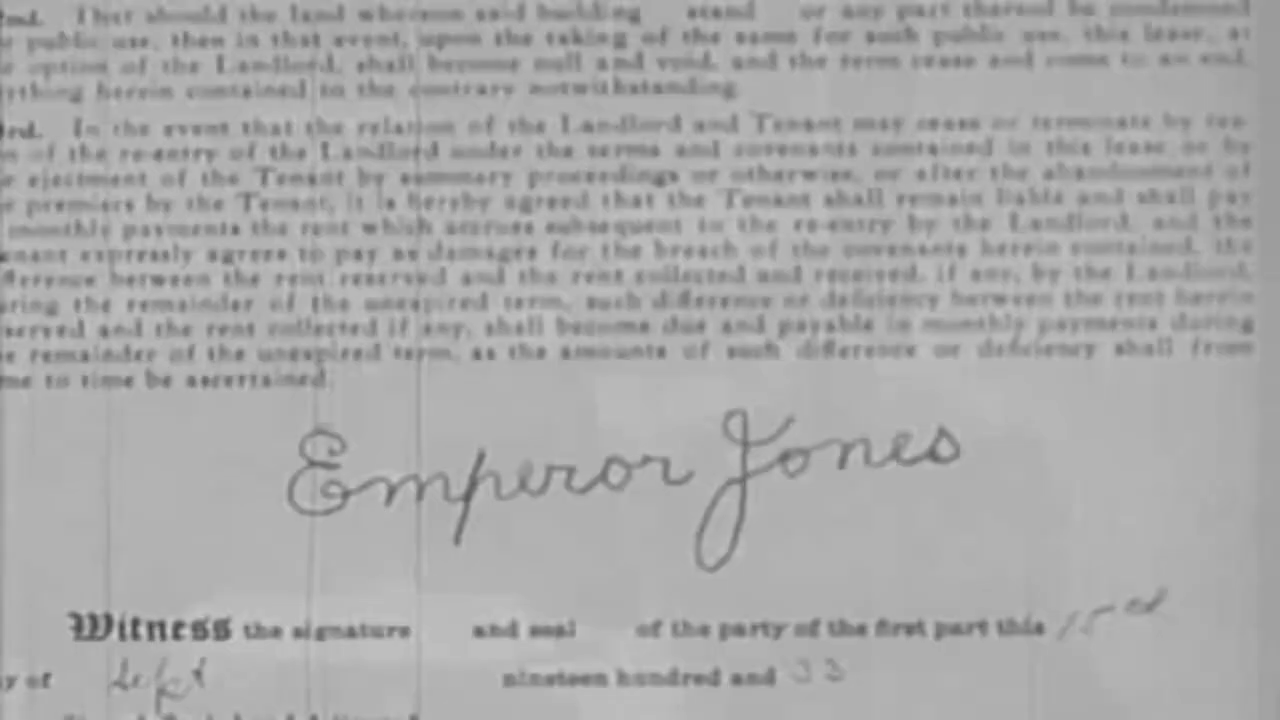 2nd. That should the land whereon said building stand or any part thereof be condemned
public use, then in that event, upon the taking of the same for such public use, this lease, at
option of the Landlord, shall become null and void, and the term cease and come to an end,
ything herein contained to the contrary notwithstanding.
3rd. In the event that the relation of the Landlord and Tenant may cease or terminate by rea-
n of the re-entry of the Landlord under the terms and covenants contained in this lease or by
e ejectment of the Tenant by summary proceedings or otherwise, or after the abandonment of
e premises by the Tenant, it is hereby agreed that the Tenant shall remain liable and shall pay
monthly payments the rent which accrues subsequent to the re-entry by the Landlord, and the
enant expressly agrees to pay as damages for the breach of the covenants herein contained, the
fference between the rent reserved and the rent collected and received, if any, by the Landlord,
uring the remainder of the unexpired term, such difference or deficiency between the rent herein
served and the rent collected if any, shall become due and payable in monthly payments during
e remainder of the unexpired term, as the amounts of such difference or deficiency shall from
me to time be ascertained.
Emperor Jones
Witness the signature and seal of the party of the first part this
y of Sept nineteen hundred and 33